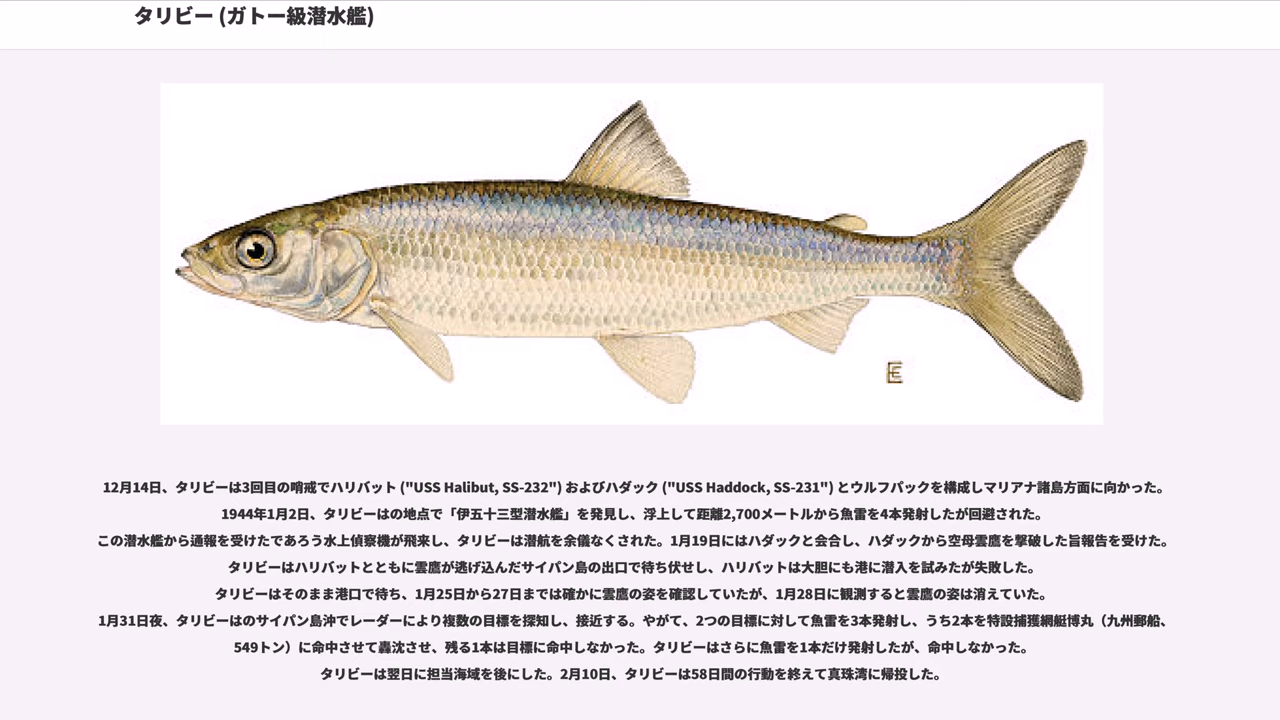 タリビー (ガトー級潜水艦)
E
12月14日、タリビーは3回目の哨戒でハリバット ("USS Halibut, SS-232") およびハダック ("USS Haddock, SS-231") とウルフパックを構成しマリアナ諸島方面に向かった。
1944年1月2日、タリビーはの地点で「伊五十三型潜水艦」を発見し、浮上して距離2,700メートルから魚雷を4本発射したが回避された。
この潜水艦から通報を受けたであろう水上偵察機が飛来し、タリビーは潜航を余儀なくされた。1月19日にはハダックと会合し、ハダックから空母雲鷹を撃破した旨報告を受けた。
タリビーはハリバットとともに雲鷹が逃げ込んだサイパン島の出口で待ち伏せし、ハリバットは大胆にも港に潜入を試みたが失敗した。
タリビーはそのまま港口で待ち、1月25日から27日までは確かに雲鷹の姿を確認していたが、1月28日に観測すると雲鷹の姿は消えていた。
1月31日夜、タリビーはのサイパン島沖でレーダーにより複数の目標を探知し、接近する。やがて、2つの目標に対して魚雷を3本発射し、うち2本を特設捕獲網艇博丸（九州郵船、
549トン）に命中させて轟沈させ、残る1本は目標に命中しなかった。タリビーはさらに魚雷を1本だけ発射したが、命中しなかった。
タリビーは翌日に担当海域を後にした。2月10日、タリビーは58日間の行動を終えて真珠湾に帰投した。